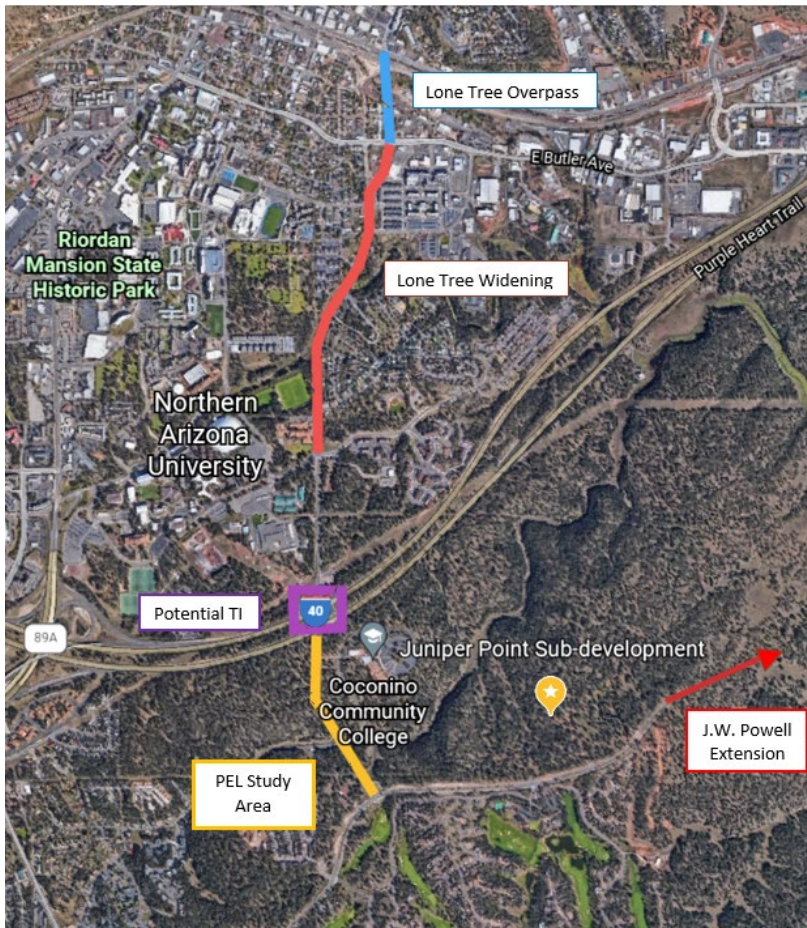 Lone Tree Overpass
E Butler Ave
Purple Heart Trail
Riordan
Mansion State
Historic Park
Lone Tree Widening
Northern
Arizona
University
Potential TI
40
89A
Juniper Point Sub-development
Coconino
Community
College
J.W. Powell
Extension
PEL Study
Area